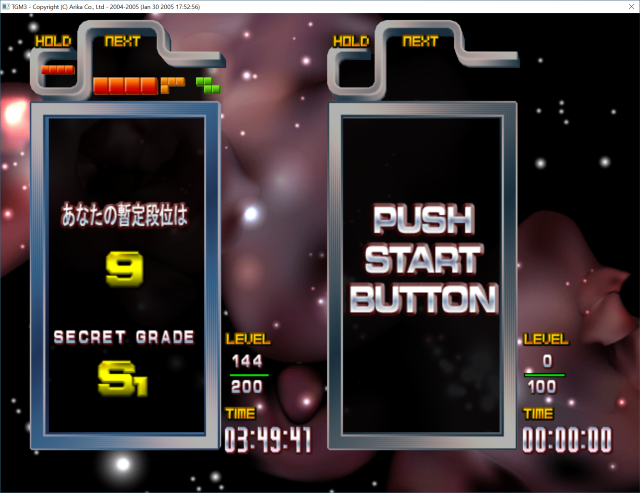 TGM3 - Copyright (C) Arika Co., Ltd - 2004-2005 (Jan 30 2005 17:52:56)
HOLD NEXT
あなたの暫定段位は
9
SECRET GRADE
S1
LEVEL
144
200
TIME
03:49:41
HOLD NEXT
PUSH
START
BUTTON
LEVEL
0
100
TIME
00:00:00